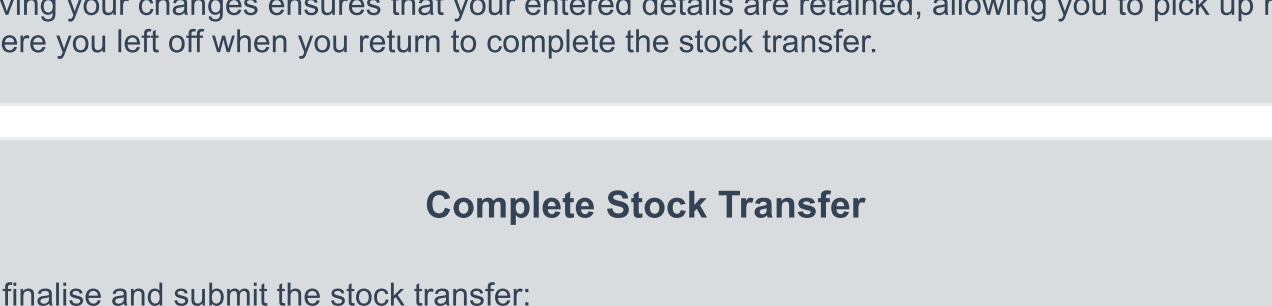 ving your changes ensures that your entered details are retained, allowing you to pick up
ere you left off when you return to complete the stock transfer.
Complete Stock Transfer
finalise and submit the stock transfer: